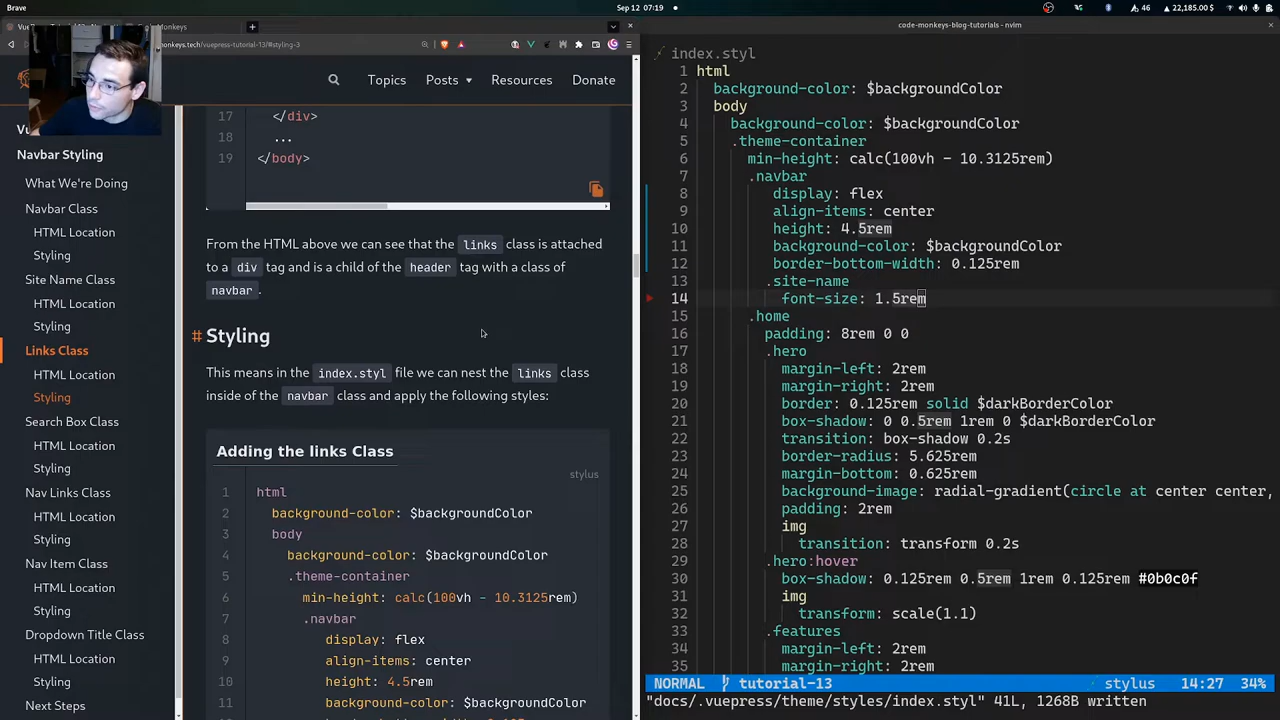 Brave
Sep 12 07:19
46
22,185.00
monkeys.tech/vuepress-tutorial-13/#styling-3
code-monkeys-blog-tutorials - nvim
Topics
Posts
Resources
Donate
Navbar Styling
What We're Doing
Navbar Class
HTML Location
Styling
Site Name Class
HTML Location
Styling
Links Class
HTML Location
Styling
Search Box Class
HTML Location
Styling
Nav Links Class
HTML Location
Styling
Nav Item Class
HTML Location
Styling
Dropdown Title Class
HTML Location
Styling
Next Steps
17 </div>
18 ...
19 </body>
From the HTML above we can see that the links class is attached
to a div tag and is a child of the header tag with a class of
navbar .
# Styling
This means in the index.styl file we can nest the links class
inside of the navbar class and apply the following styles:
Adding the links Class
stylus
1 html
2 background-color: $backgroundColor
3 body
4 background-color: $backgroundColor
5 .theme-container
6 min-height: calc(100vh - 10.3125rem)
7 .navbar
8 display: flex
9 align-items: center
10 height: 4.5rem
11 background-color: $backgroundColor
index.styl
1 html
2 background-color: $backgroundColor
3 body
4 background-color: $backgroundColor
5 .theme-container
6 min-height: calc(100vh - 10.3125rem)
7 .navbar
8 display: flex
9 align-items: center
10 height: 4.5rem
11 background-color: $backgroundColor
12 border-bottom-width: 0.125rem
13 .site-name
14 font-size: 1.5rem
15 .home
16 padding: 8rem 0 0
17 .hero
18 margin-left: 2rem
19 margin-right: 2rem
20 border: 0.125rem solid $darkBorderColor
21 box-shadow: 0 0.5rem 1rem 0 $darkBorderColor
22 transition: box-shadow 0.2s
23 border-radius: 5.625rem
24 margin-bottom: 0.625rem
25 background-image: radial-gradient(circle at center center,
26 padding: 2rem
27 img
28 transition: transform 0.2s
29 .hero:hover
30 box-shadow: 0.125rem 0.5rem 1rem 0.125rem #0b0c0f
31 img
32 transform: scale(1.1)
33 .features
34 margin-left: 2rem
35 margin-right: 2rem
NORMAL tutorial-13 stylus 14:27 34%
"docs/.vuepress/theme/styles/index.styl" 41L, 1268B written